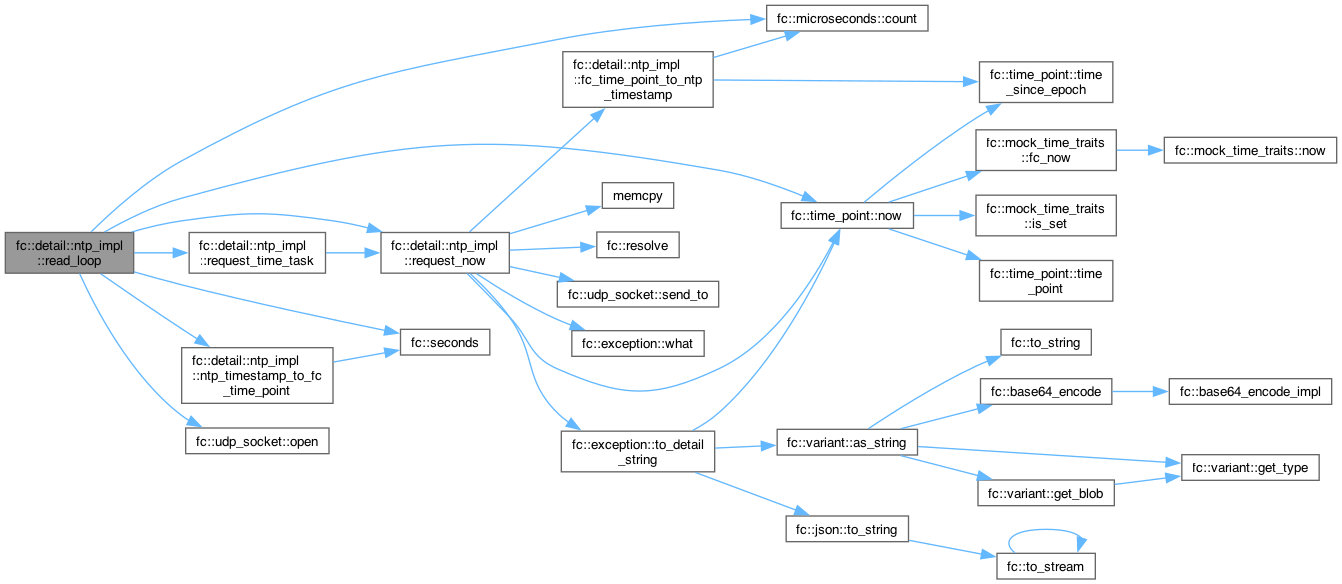 fc::detail::ntp_impl
::read_loop
fc::detail::ntp_impl
::request_time_task
fc::detail::ntp_impl
::ntp_timestamp_to_fc
_time_point
fc::udp_socket::open
fc::detail::ntp_impl
::request_now
fc::seconds
fc::detail::ntp_impl
::fc_time_point_to_ntp
_timestamp
memcpy
fc::resolve
fc::udp_socket::send_to
fc::exception::what
fc::exception::to_detail
_string
fc::microseconds::count
fc::time_point::now
fc::variant::as_string
fc::json::to_string
fc::time_point::time
_since_epoch
fc::mock_time_traits
::fc_now
fc::mock_time_traits
::is_set
fc::time_point::time
_point
fc::to_string
fc::base64_encode
fc::variant::get_blob
fc::to_stream
fc::mock_time_traits::now
fc::base64_encode_impl
fc::variant::get_type